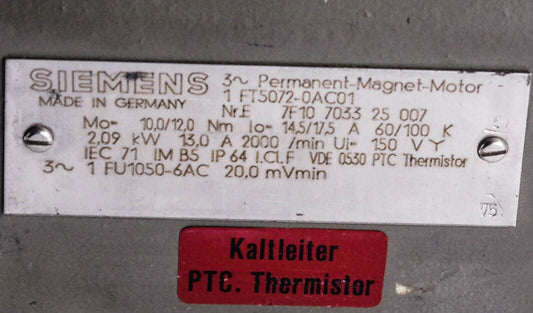 SIEMENS 3~ Permanent-Magnet-Motor
MADE IN GERMANY 1 FT5072-0AC01
Nr.E 7F10 7033 25 007
Mo= 10,0/12,0 Nm Io= 14,5/17,5 A 60/100 K
2,09 kW 13,0 A 2000 /min Ui= 150 V Y
IEC 71 IM B5 IP 64 I.Cl.F VDE 0530 PTC Thermistor
3~ 1 FU1050-6AC 20,0 mVmin
75
Kaltleiter
PTC. Thermistor